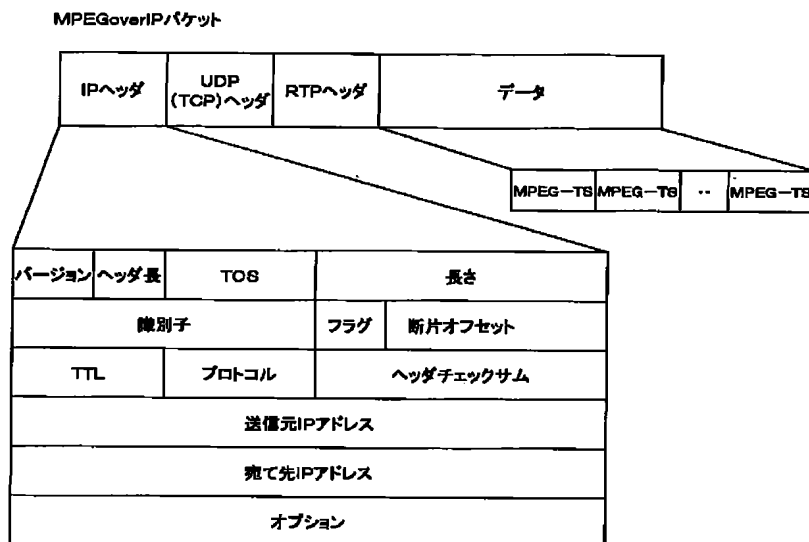 MPEGoverIPパケット
IPヘッダ
UDP
(TCP)ヘッダ
RTPヘッダ
データ
MPEG-TS
MPEG-TS
･･
MPEG-TS
バージョン
ヘッダ長
TOS
長さ
識別子
フラグ
断片オフセット
TTL
プロトコル
ヘッダチェックサム
送信元IPアドレス
宛て先IPアドレス
オプション